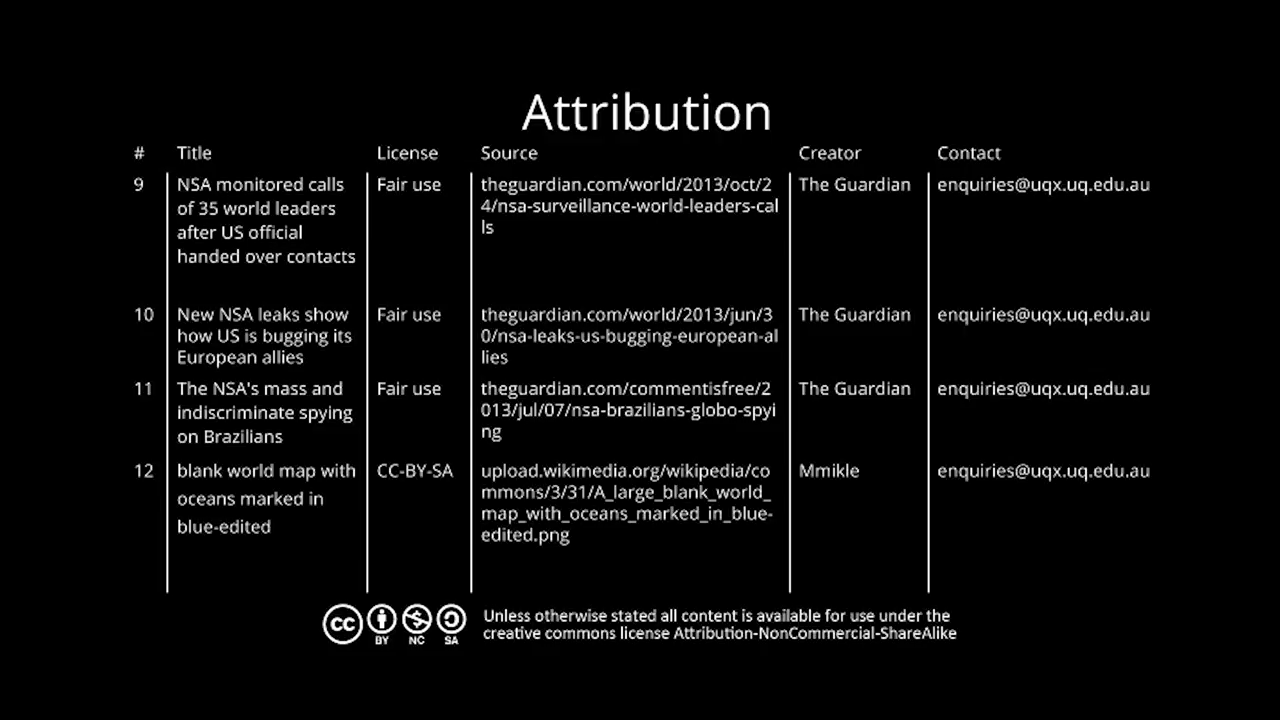 Attribution
# Title License Source Creator Contact
9 NSA monitored calls Fair use theguardian.com/world/2013/oct/2 The Guardian enquiries@uqx.uq.edu.au
of 35 world leaders 4/nsa-surveillance-world-leaders-cal
after US official ls
handed over contacts
10 New NSA leaks show Fair use theguardian.com/world/2013/jun/3 The Guardian enquiries@uqx.uq.edu.au
how US is bugging its 0/nsa-leaks-us-bugging-european-al
European allies lies
11 The NSA's mass and Fair use theguardian.com/commentisfree/2 The Guardian enquiries@uqx.uq.edu.au
indiscriminate spying 013/jul/07/nsa-brazilians-globo-spyi
on Brazilians ng
12 blank world map with CC-BY-SA upload.wikimedia.org/wikipedia/co Mmikle enquiries@uqx.uq.edu.au
oceans marked in mmons/3/31/A_large_blank_world_
blue-edited map_with_oceans_marked_in_blue-
edited.png
CC BY NC SA
Unless otherwise stated all content is available for use under the
creative commons license Attribution-NonCommercial-ShareAlike